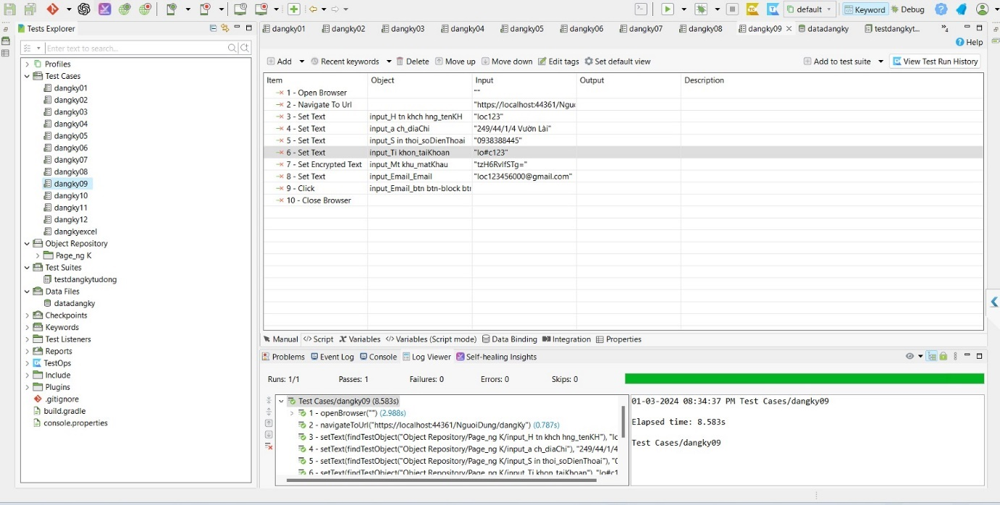 default
Keyword
Debug
Tests Explorer
dangky01
dangky02
dangky03
dangky04
dangky05
dangky06
dangky07
dangky08
dangky09
datadangky
testdangkyt...
Help
Enter text to search...
Profiles
Test Cases
dangky01
dangky02
dangky03
dangky04
dangky05
dangky06
dangky07
dangky08
dangky09
dangky10
dangky11
dangky12
dangkyexcel
Object Repository
Page_ng K
Test Suites
testdangkytudong
Data Files
datadangky
Checkpoints
Keywords
Test Listeners
Reports
TestOps
Include
Plugins
.gitignore
build.gradle
console.properties
Add Recent keywords Delete Move up Move down Edit tags Set default view Add to test suite View Test Run History
Item Object Input Output Description
1 - Open Browser ""
2 - Navigate To Url "https://localhost:44361/Nguo
3 - Set Text input_H tn khch hng_tenKH "loc123"
4 - Set Text input_a ch_diaChi "249/44/1/4 Vườn Lài"
5 - Set Text input_S in thoi_soDienThoai "0938388445"
6 - Set Text input_Ti khon_taiKhoan "lo#c123"
7 - Set Encrypted Text input_Mt khu_matKhau "tzH6RvlfSTg="
8 - Set Text input_Email_Email "loc123456000@gmail.com"
9 - Click input_Email_btn btn-block btn
10 - Close Browser
Manual Script Variables Variables (Script mode) Data Binding Integration Properties
Problems Event Log Console Log Viewer Self-healing Insights
Runs: 1/1 Passes: 1 Failures: 0 Errors: 0 Skips: 0
Test Cases/dangky09 (8.583s)
1 - openBrowser("") (2.988s)
2 - navigateToUrl("https://localhost:44361/NguoiDung/dangKy") (0.787s)
3 - setText(findTestObject("Object Repository/Page_ng K/input_H tn khch hng_tenKH"), "lc
4 - setText(findTestObject("Object Repository/Page_ng K/input_a ch_diaChi"), "249/44/1/4
5 - setText(findTestObject("Object Repository/Page_ng K/input_S in thoi_soDienThoai"), "0
6 - setText(findTestObject("Object Repository/Page_ng K/input_Ti khon_taiKhoan"), "lo#c1
01-03-2024 08:34:37 PM Test Cases/dangky09
Elapsed time: 8.583s
Test Cases/dangky09